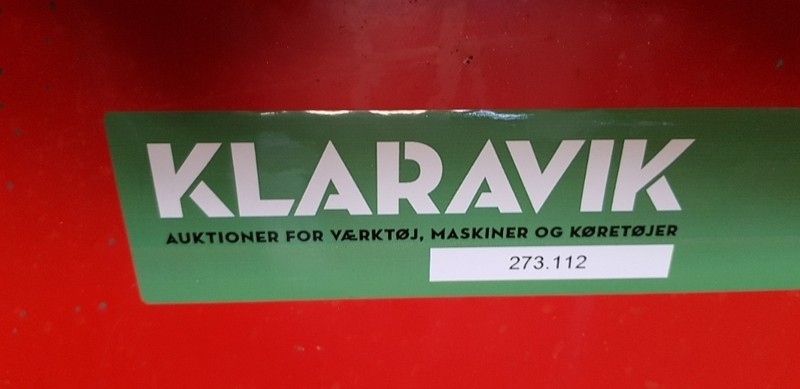 KLARAVIK
AUKTIONER FOR VÆRKTØJ, MASKINER OG KØRETØJER
273.112